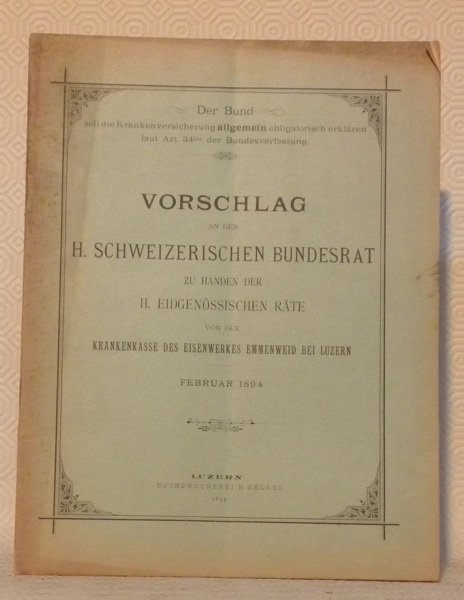 Der Bund
soll die Krankenversicherung allgemein obligatorisch erklären
laut Art. 34bis der Bundesverfassung.
VORSCHLAG
AN DEN
H. SCHWEIZERISCHEN BUNDESRAT
ZU HANDEN DER
H. EIDGENÖSSISCHEN RÄTE
VON DER
KRANKENKASSE DES EISENWERKES EMMENWEID BEI LUZERN
FEBRUAR 1894
LUZERN
BUCHDRUCKEREI H. KELLER
1894